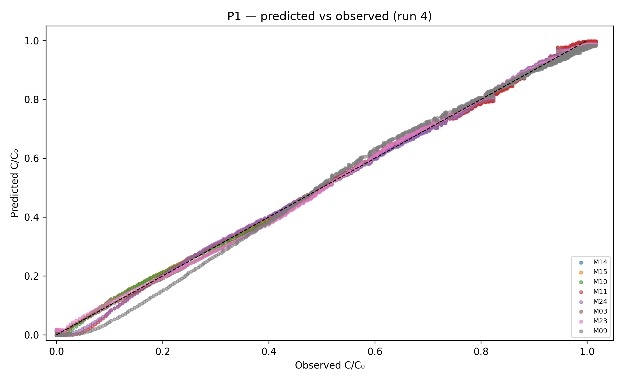 P1 — predicted vs observed (run 4)
1.0
0.8
0.6
0.4
0.2
0.0
Predicted C/C₀
0.0 0.2 0.4 0.6 0.8 1.0
Observed C/C₀
M14
M15
M10
M11
M24
M03
M23
M09